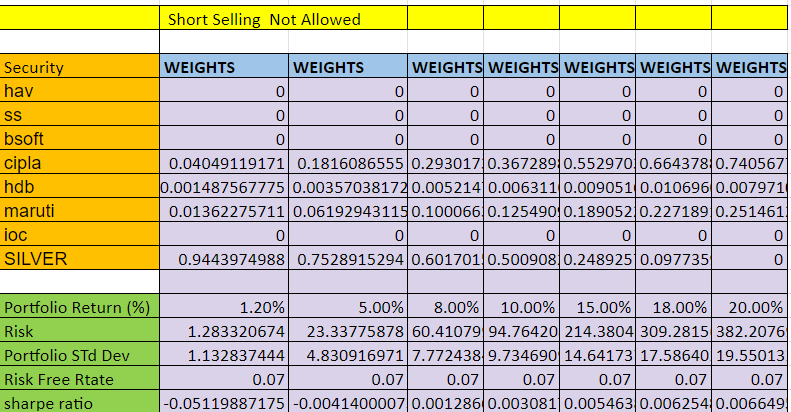 Short Selling  Not Allowed
Security WEIGHTS WEIGHTS WEIGHTS WEIGHTS WEIGHTS WEIGHTS WEIGHTS
hav 0 0 0 0 0 0 0
ss 0 0 0 0 0 0 0
bsoft 0 0 0 0 0 0 0
cipla 0.04049119171 0.1816086555 0.293017 0.367289 0.552970 0.664378 0.740567
hdb 0.001487567775 0.00357038172 0.005214 0.006311 0.009051 0.010696 0.007971
maruti 0.01362275711 0.06192943115 0.100066 0.125490 0.189052 0.227189 0.251461
ioc 0 0 0 0 0 0 0
SILVER 0.9443974988 0.7528915294 0.601701 0.500908 0.248925 0.097735 0
Portfolio Return (%) 1.20% 5.00% 8.00% 10.00% 15.00% 18.00% 20.00%
Risk 1.283320674 23.33775878 60.41079 94.76420 214.3804 309.2815 382.2076
Portfolio STd Dev 1.132837444 4.830916971 7.772438 9.734690 14.64173 17.58640 19.55013
Risk Free Rtate 0.07 0.07 0.07 0.07 0.07 0.07 0.07
sharpe ratio -0.05119887175 -0.0041400007 0.001286 0.003081 0.005463 0.006254 0.006649